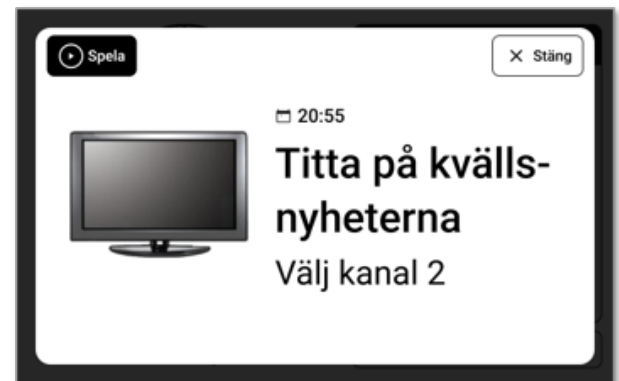 Spela
Stäng
20:55
Titta på kvälls-
nyheterna
Välj kanal 2